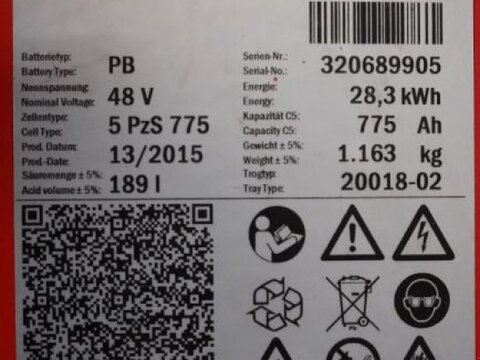 Batterietyp:
Battery Type: PB
Nennspannung:
Nominal Voltage: 48 V
Zellentype:
Cell Type: 5 PzS 775
Prod. Datum:
Prod.-Date: 13/2015
Säuremenge ± 5%:
Acid volume ± 5%: 189 l
Serien-Nr.:
Serial-No.: 320689905
Energie:
Energy: 28,3 kWh
Kapazität C5:
Capacity C5: 775 Ah
Gewicht ± 5%:
Weight ± 5%: 1.163 kg
Trogtyp:
Tray Type: 20018-02
Pb